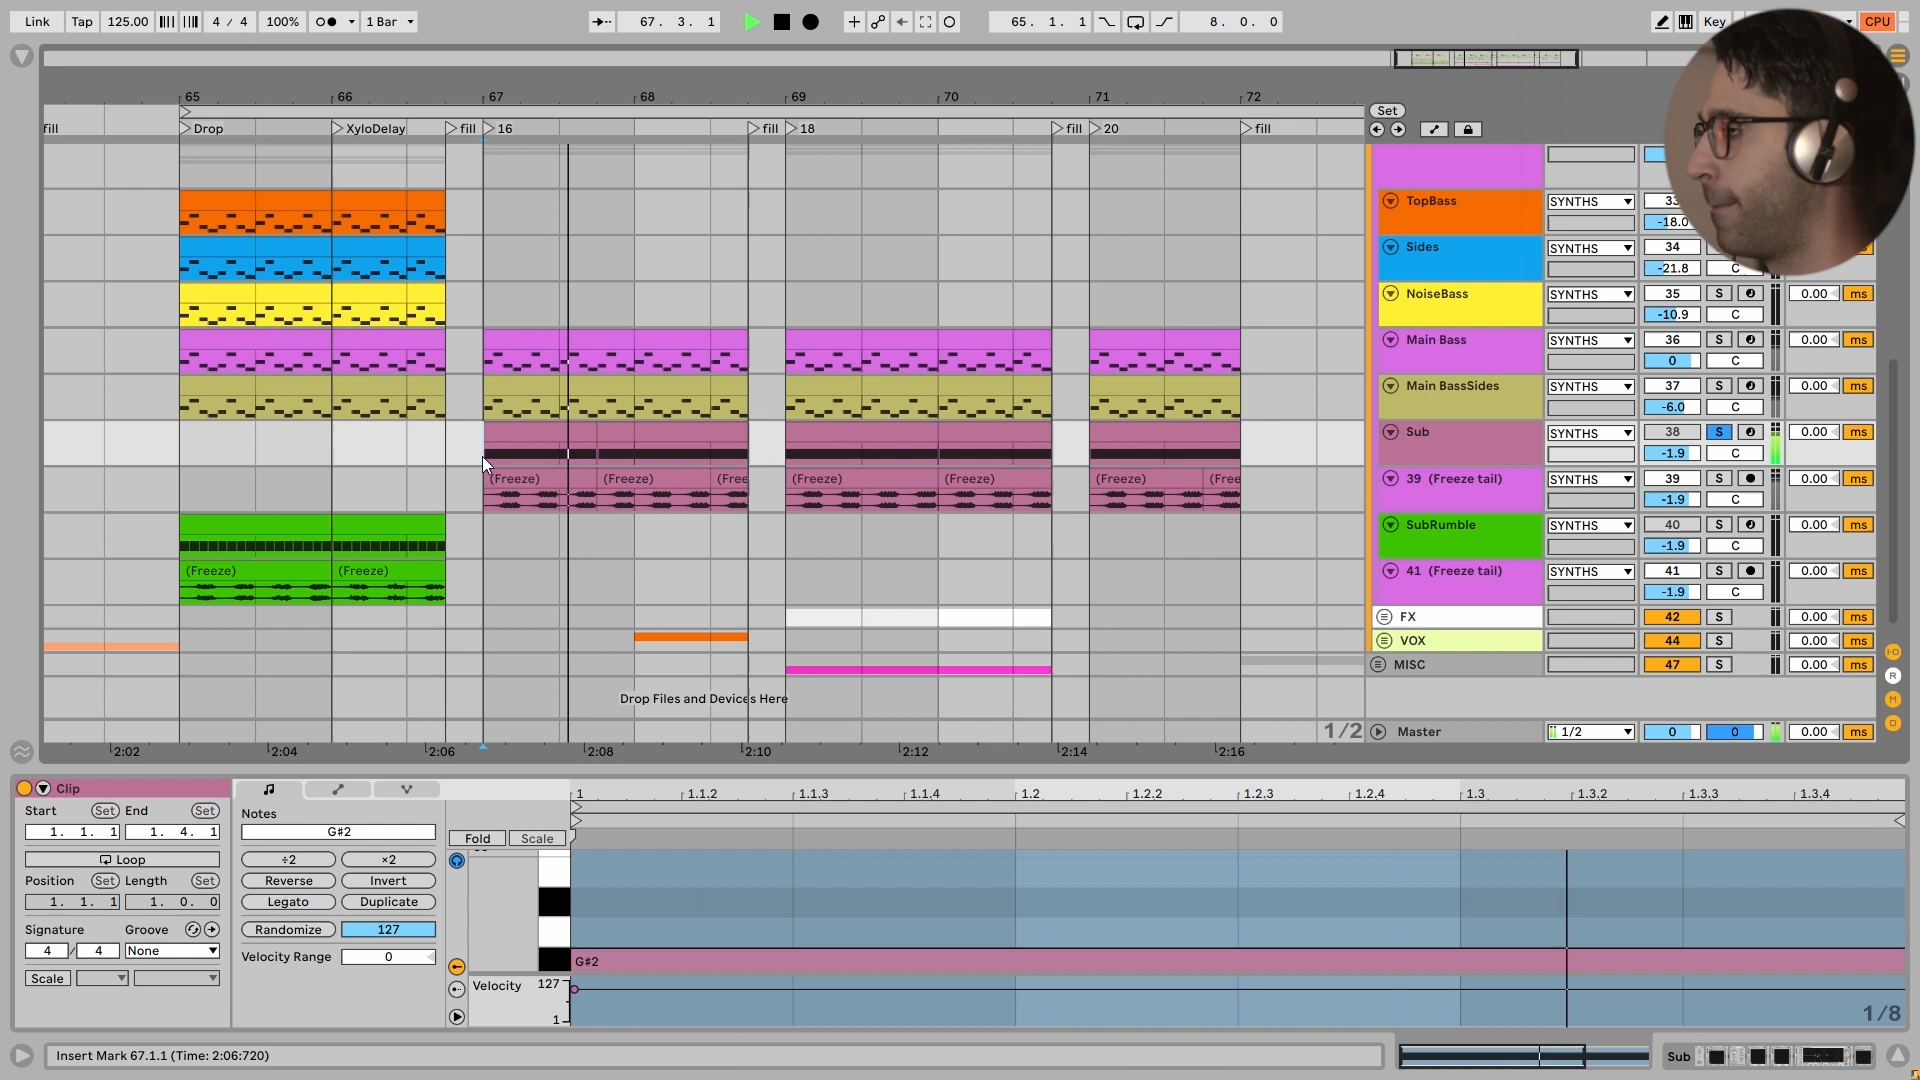 Link Tap 125.00 4 / 4 100% 1 Bar 67. 3. 1 65. 1. 1 8. 0. 0 Key CPU
65 66 67 68 69 70 71 72
Set
fill Drop XyloDelay fill 16 fill 18 fill 20 fill
TopBass SYNTHS 33
-18.0
Sides SYNTHS 34
-21.8 C
NoiseBass SYNTHS 35 S 0.00 ms
-10.9 C
Main Bass SYNTHS 36 S 0.00 ms
0 C
Main BassSides SYNTHS 37 S 0.00 ms
-6.0 C
Sub SYNTHS 38 S 0.00 ms
-1.9 C
(Freeze) (Freeze) (Free (Freeze) (Freeze) (Freeze) (Free 39 (Freeze tail) SYNTHS 39 S 0.00 ms
-1.9 C
SubRumble SYNTHS 40 S 0.00 ms
-1.9 C
(Freeze) (Freeze) 41 (Freeze tail) SYNTHS 41 S 0.00 ms
-1.9 C
FX 42 S 0.00 ms
VOX 44 S 0.00 ms
MISC 47 S 0.00 ms
Drop Files and Devices Here
1/2 Master 1/2 0 0 0.00 ms
2:02 2:04 2:06 2:08 2:10 2:12 2:14 2:16
Clip
Start Set End Set
1. 1. 1 1. 4. 1
Loop
Position Set Length Set
1. 1. 1 1. 0. 0
Signature Groove
4 / 4 None
Scale
Notes
G#2
÷2 ×2
Reverse Invert
Legato Duplicate
Randomize 127
Velocity Range 0
Fold Scale
1 1.1.2 1.1.3 1.1.4 1.2 1.2.2 1.2.3 1.2.4 1.3 1.3.2 1.3.3 1.3.4
G#2
Velocity 127
1
1/8
Insert Mark 67.1.1 (Time: 2:06:720)
Sub